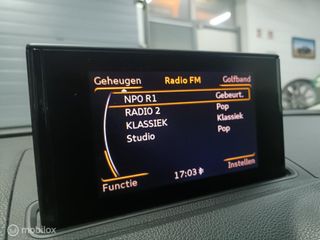 Geheugen Radio FM Golfband
NPO R1 Gebeurt.
RADIO 2 Pop
KLASSIEK Klassiek
Studio Pop
Functie 17:03 Instellen
© mobilox